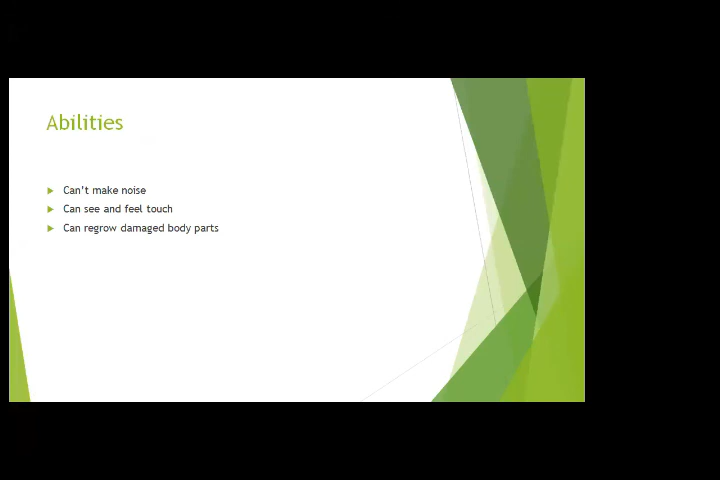 Abilities
Can't make noise
Can see and feel touch
Can regrow damaged body parts